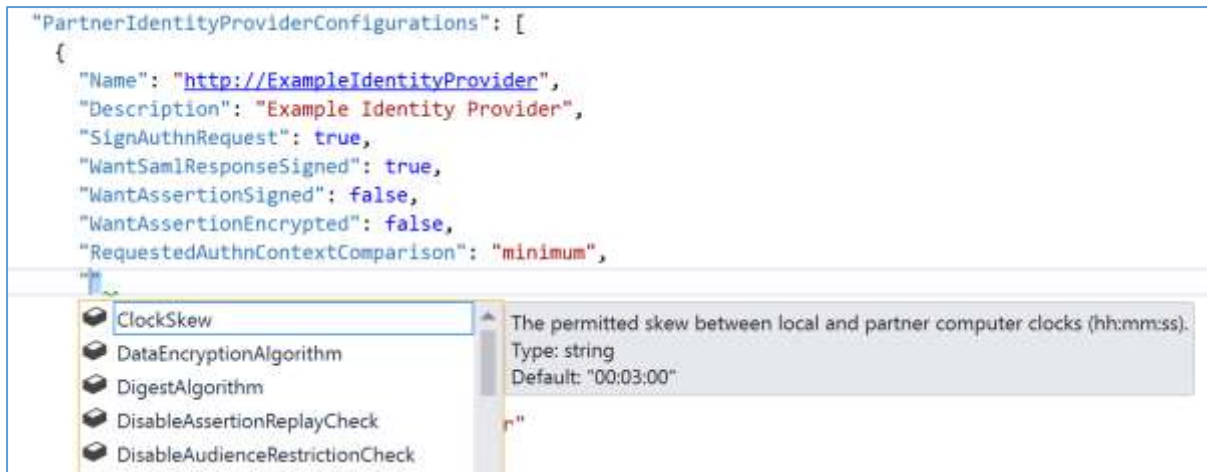 "PartnerIdentityProviderConfigurations": [
{
"Name": "http://ExampleIdentityProvider",
"Description": "Example Identity Provider",
"SignAuthnRequest": true,
"WantSamlResponseSigned": true,
"WantAssertionSigned": false,
"WantAssertionEncrypted": false,
"RequestedAuthnContextComparison": "minimum",
""
ClockSkew
The permitted skew between local and partner computer clocks (hh:mm:ss).
Type: string
Default: "00:03:00"
DataEncryptionAlgorithm
DigestAlgorithm
DisableAssertionReplayCheck
r"
DisableAudienceRestrictionCheck